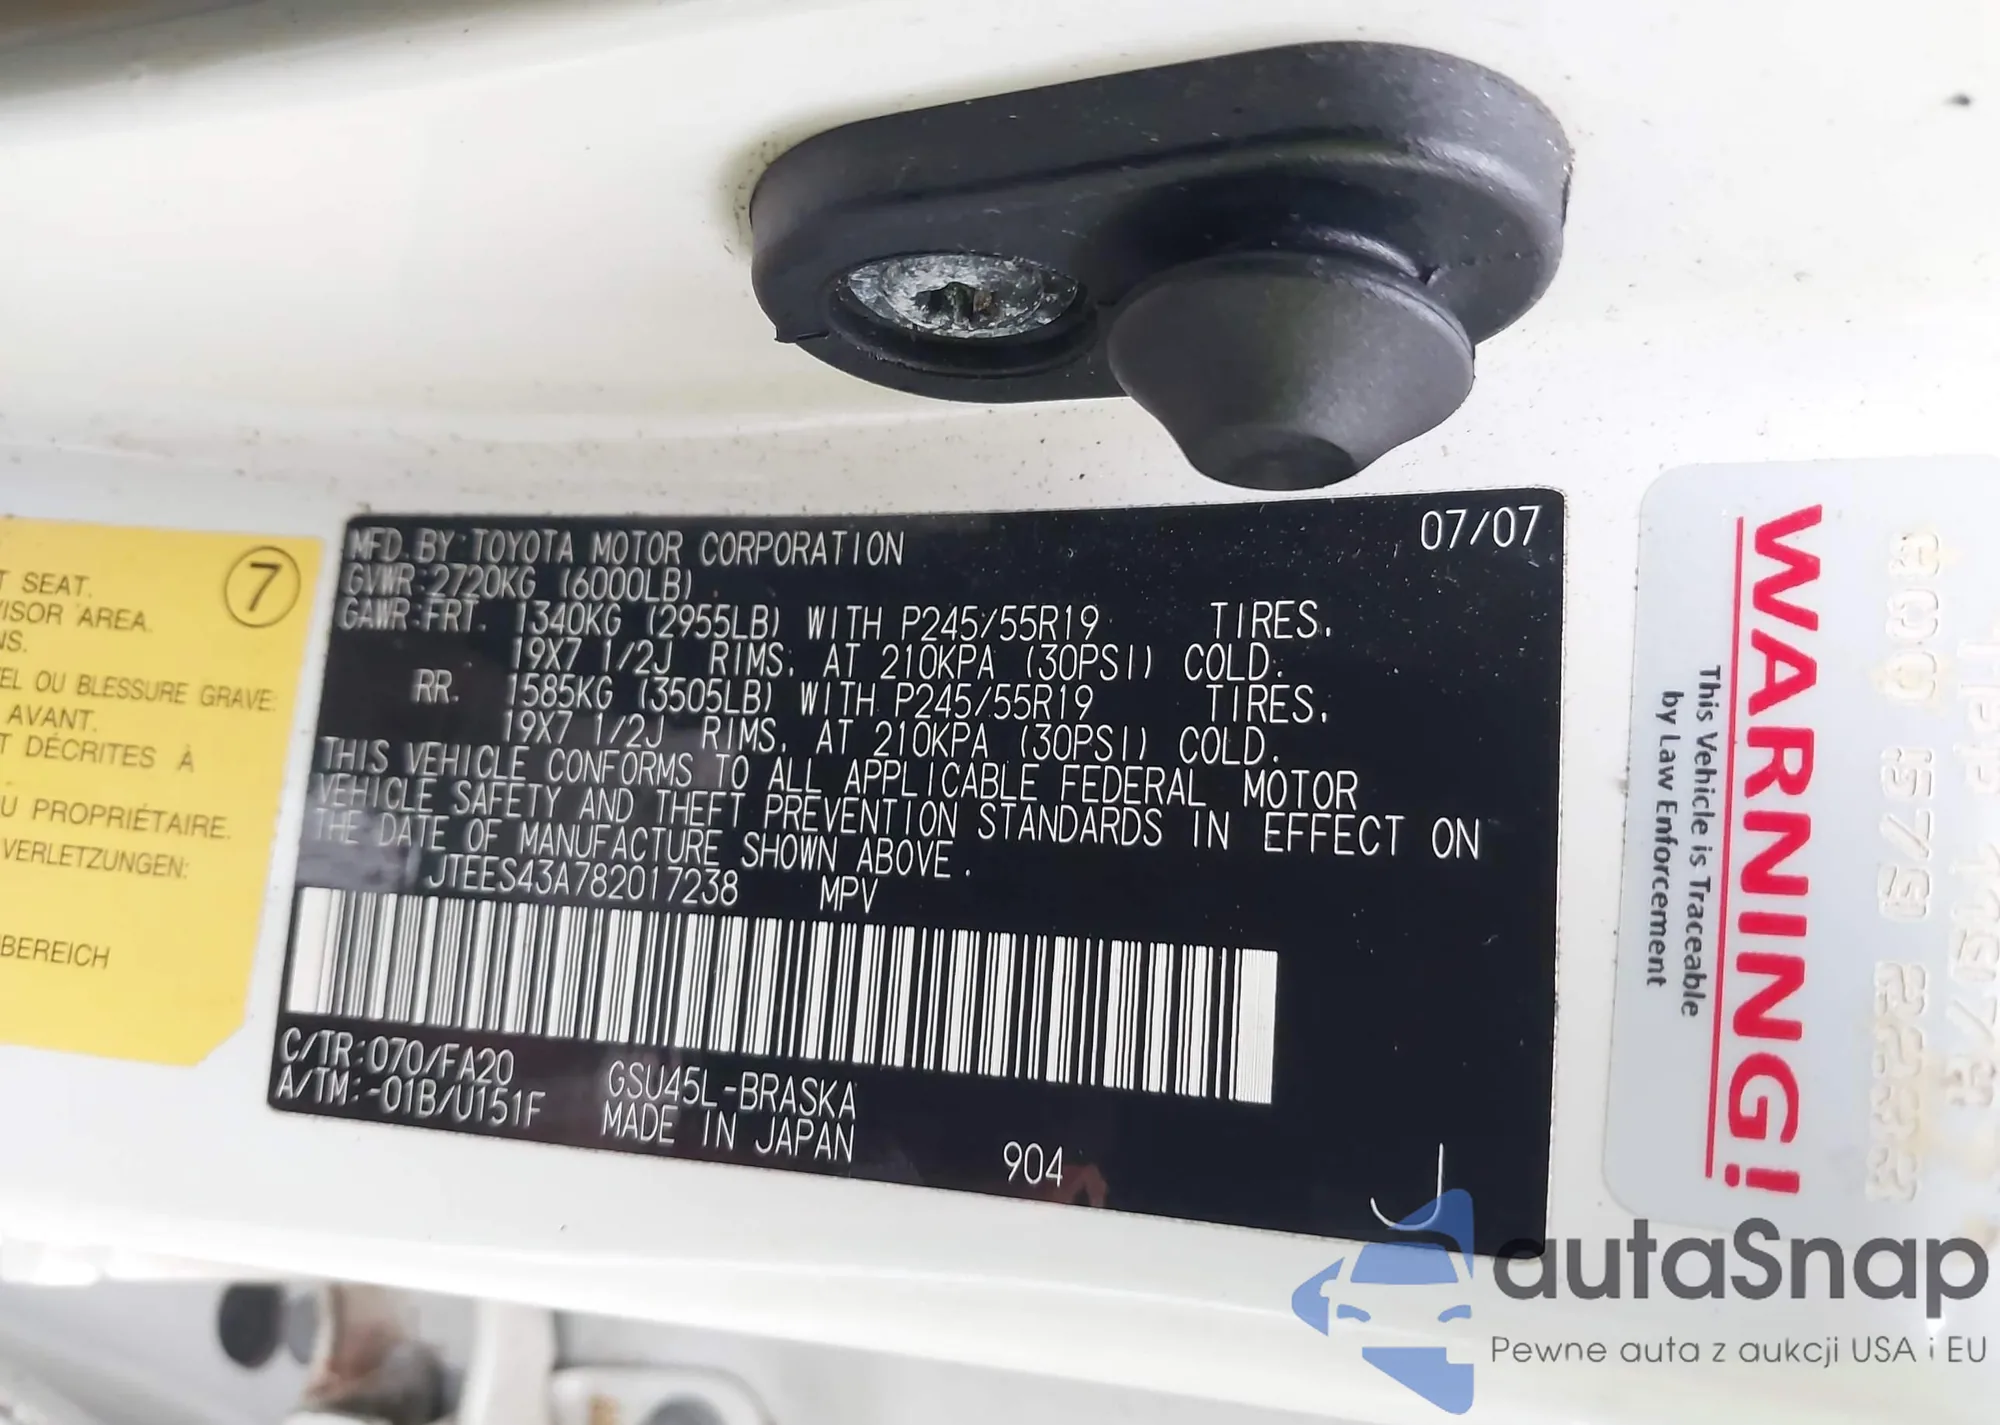 MFD. BY:TOYOTA MOTOR CORPORATION 07/07
GVWR:2720KG (6000LB)
GAWR:FRT. 1340KG (2955LB) WITH P245/55R19 TIRES,
19X7 1/2J RIMS, AT 210KPA (30PSI) COLD.
RR. 1585KG (3505LB) WITH P245/55R19 TIRES,
19X7 1/2J RIMS, AT 210KPA (30PSI) COLD.
THIS VEHICLE CONFORMS TO ALL APPLICABLE FEDERAL MOTOR
VEHICLE SAFETY AND THEFT PREVENTION STANDARDS IN EFFECT ON
THE DATE OF MANUFACTURE SHOWN ABOVE.
JTEES43A782017238 MPV
C/TR:070/FA20
A/TM:-01B/U151F
GSU45L-BRASKA
MADE IN JAPAN
904
J
7
T SEAT.
VISOR AREA.
NS.
EL OU BLESSURE GRAVE:
AVANT.
T DÉCRITES À
U PROPRIÉTAIRE.
VERLETZUNGEN:
BEREICH
WARNING!
This Vehicle is Traceable
by Law Enforcement
autaSnap
Pewne auta z aukcji USA i EU